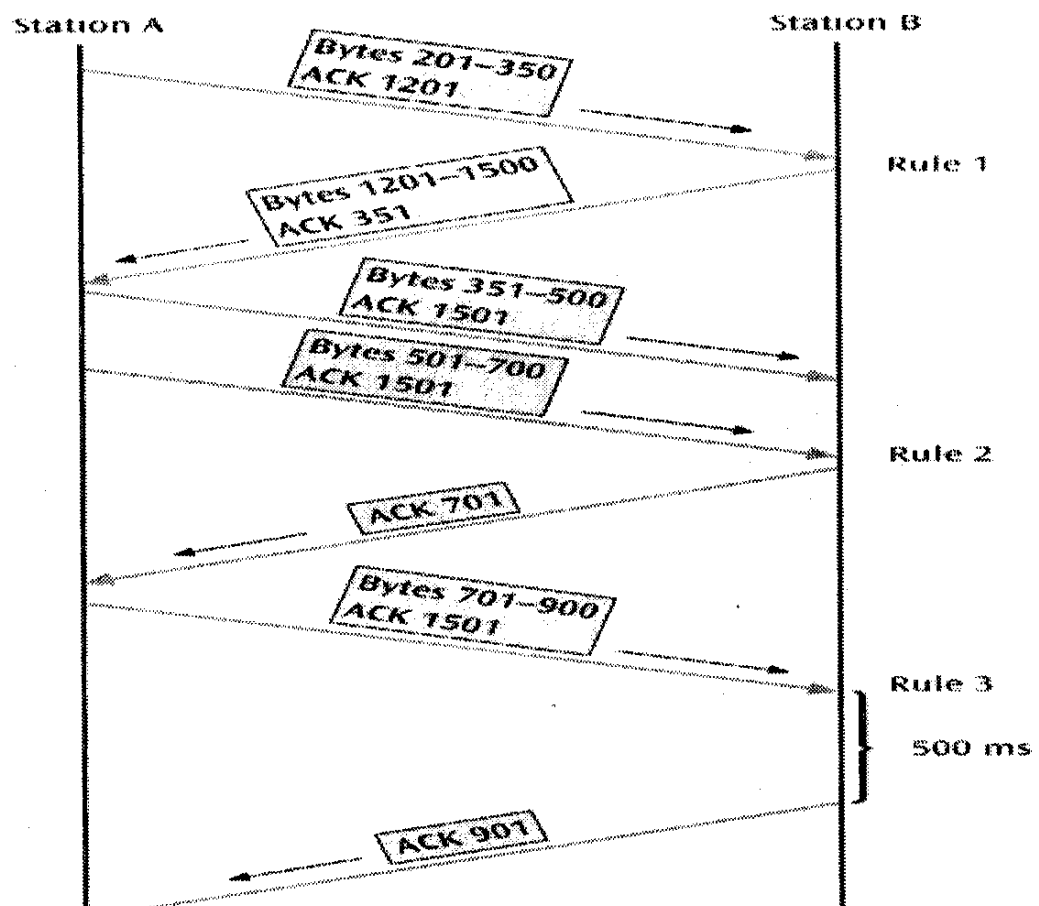 Station A
Station B
Bytes 201–350
ACK 1201
Rule 1
Bytes 1201–1500
ACK 351
Bytes 351–500
ACK 1501
Bytes 501–700
ACK 1501
Rule 2
ACK 701
Bytes 701–900
ACK 1501
Rule 3
500 ms
ACK 901